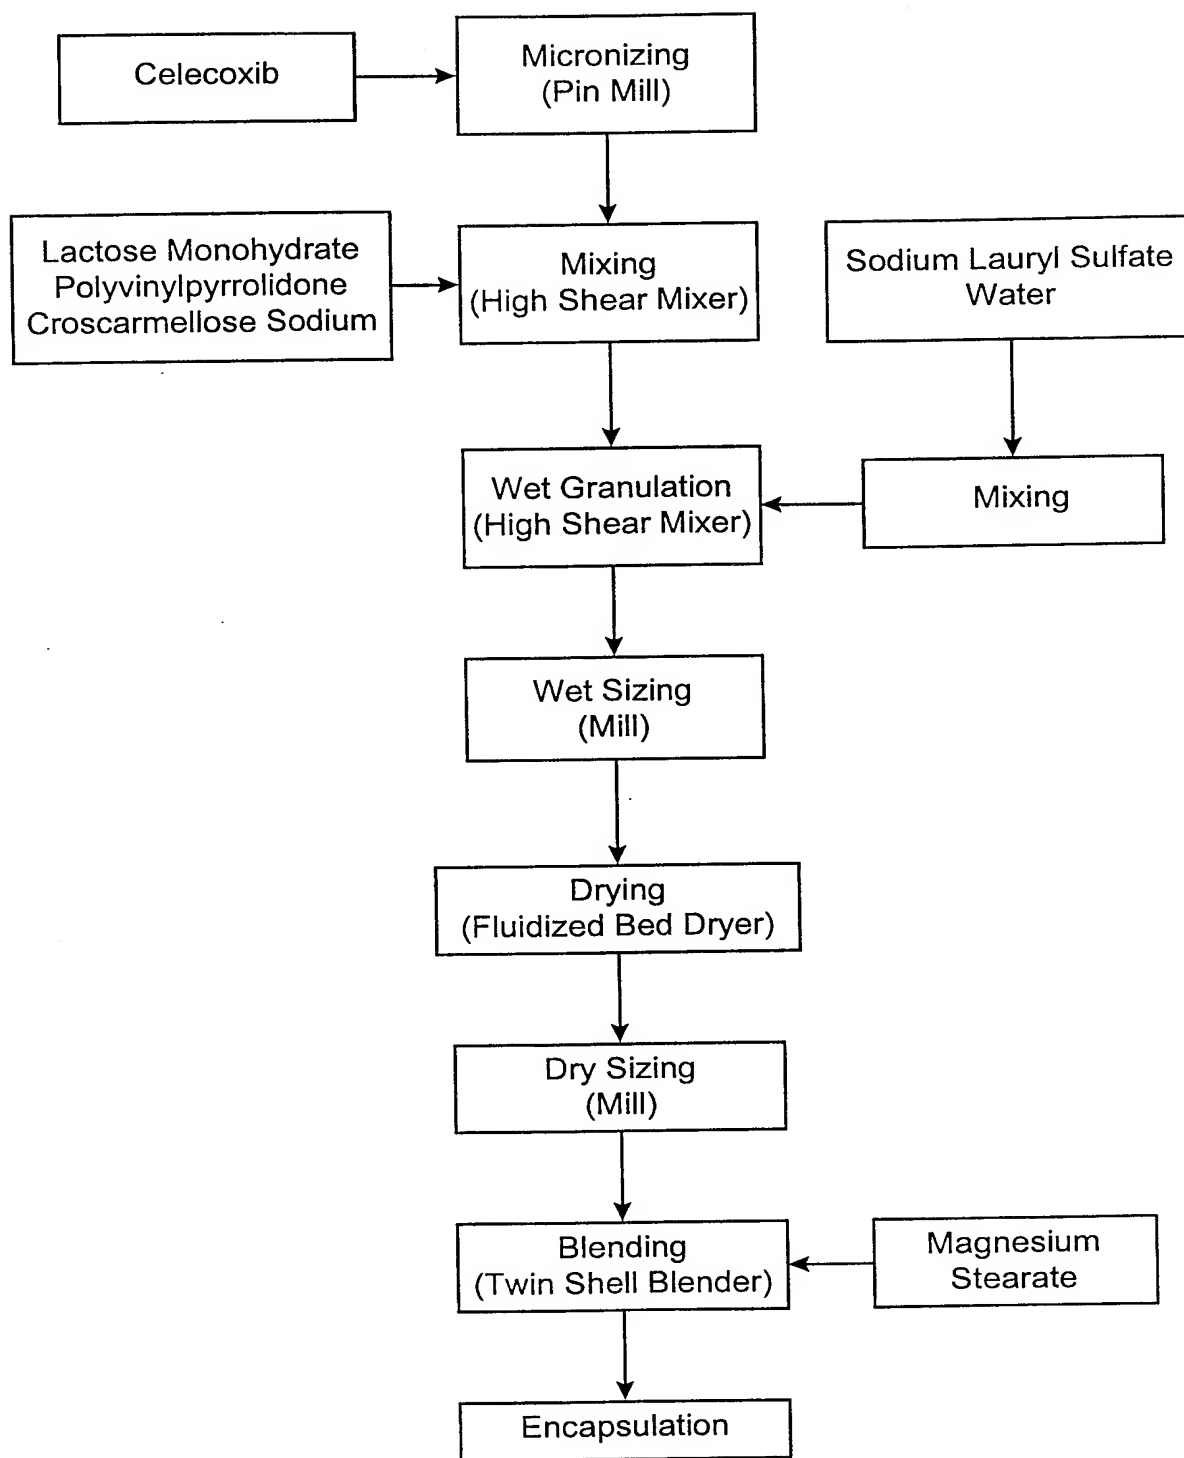 Celecoxib
Micronizing
(Pin Mill)
Lactose Monohydrate
Polyvinylpyrrolidone
Croscarmellose Sodium
Mixing
(High Shear Mixer)
Sodium Lauryl Sulfate
Water
Wet Granulation
(High Shear Mixer)
Mixing
Wet Sizing
(Mill)
Drying
(Fluidized Bed Dryer)
Dry Sizing
(Mill)
Blending
(Twin Shell Blender)
Magnesium
Stearate
Encapsulation